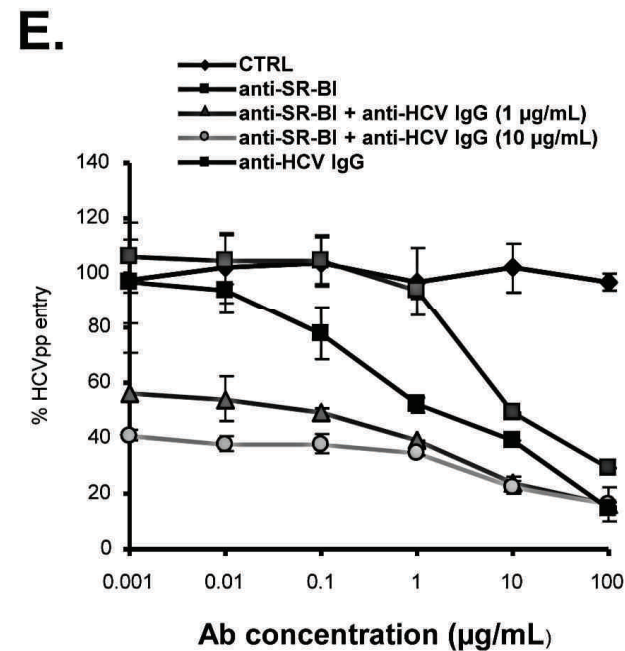 E.
CTRL
anti-SR-BI
anti-SR-BI + anti-HCV IgG (1 µg/mL)
anti-SR-BI + anti-HCV IgG (10 µg/mL)
anti-HCV IgG
140
120
100
80
60
40
20
0
% HCVpp entry
0.001 0.01 0.1 1 10 100
Ab concentration (µg/mL)